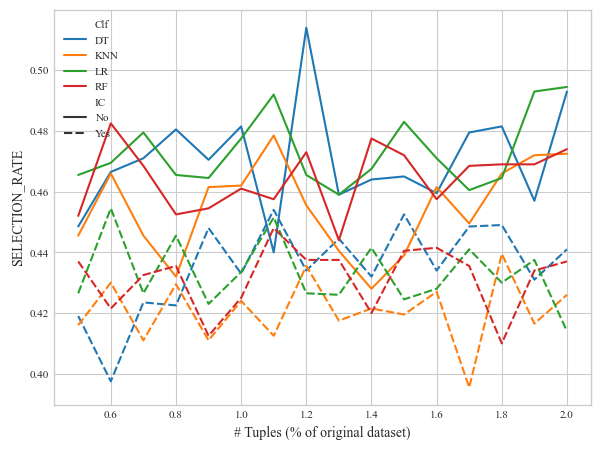 Clf
DT
KNN
LR
RF
IC
No
Yes
SELECTION_RATE
0.50
0.48
0.46
0.44
0.42
0.40
0.6 0.8 1.0 1.2 1.4 1.6 1.8 2.0
# Tuples (% of original dataset)